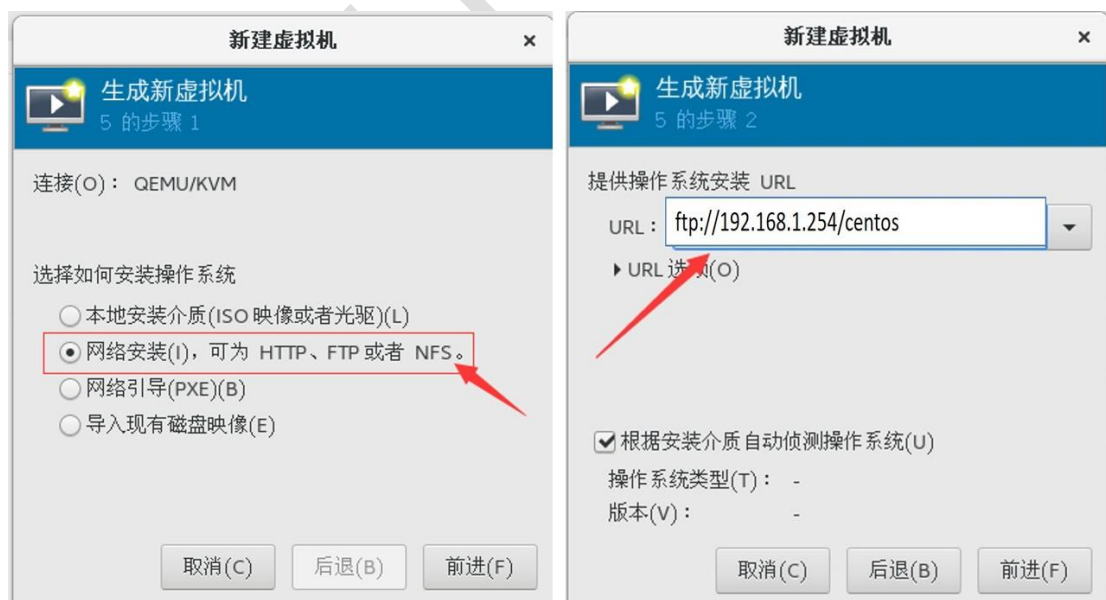 新建虚拟机 ×
生成新虚拟机
5 的步骤 1
连接(O)： QEMU/KVM
选择如何安装操作系统
本地安装介质(ISO 映像或者光驱)(L)
网络安装(I)，可为 HTTP、FTP 或者 NFS。
网络引导(PXE)(B)
导入现有磁盘映像(E)
取消(C) 后退(B) 前进(F)
新建虚拟机 ×
生成新虚拟机
5 的步骤 2
提供操作系统安装 URL
URL： ftp://192.168.1.254/centos
URL 选项(O)
根据安装介质自动侦测操作系统(U)
操作系统类型(T)： -
版本(V)： -
取消(C) 后退(B) 前进(F)